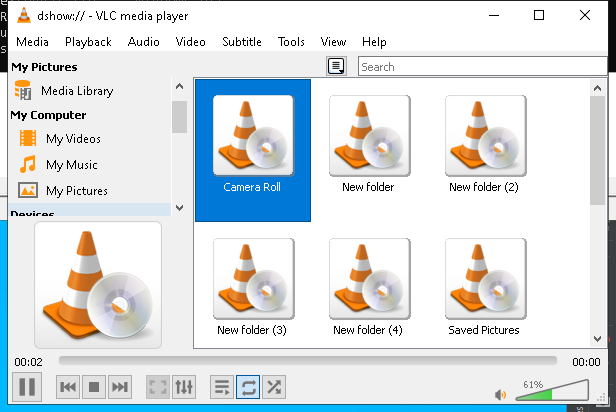 dshow:// - VLC media player
Media Playback Audio Video Subtitle Tools View Help
My Pictures
Search
Media Library
My Computer
My Videos
My Music
My Pictures
Devices
Camera Roll New folder New folder (2)
New folder (3) New folder (4) Saved Pictures
00:02 00:00
61%